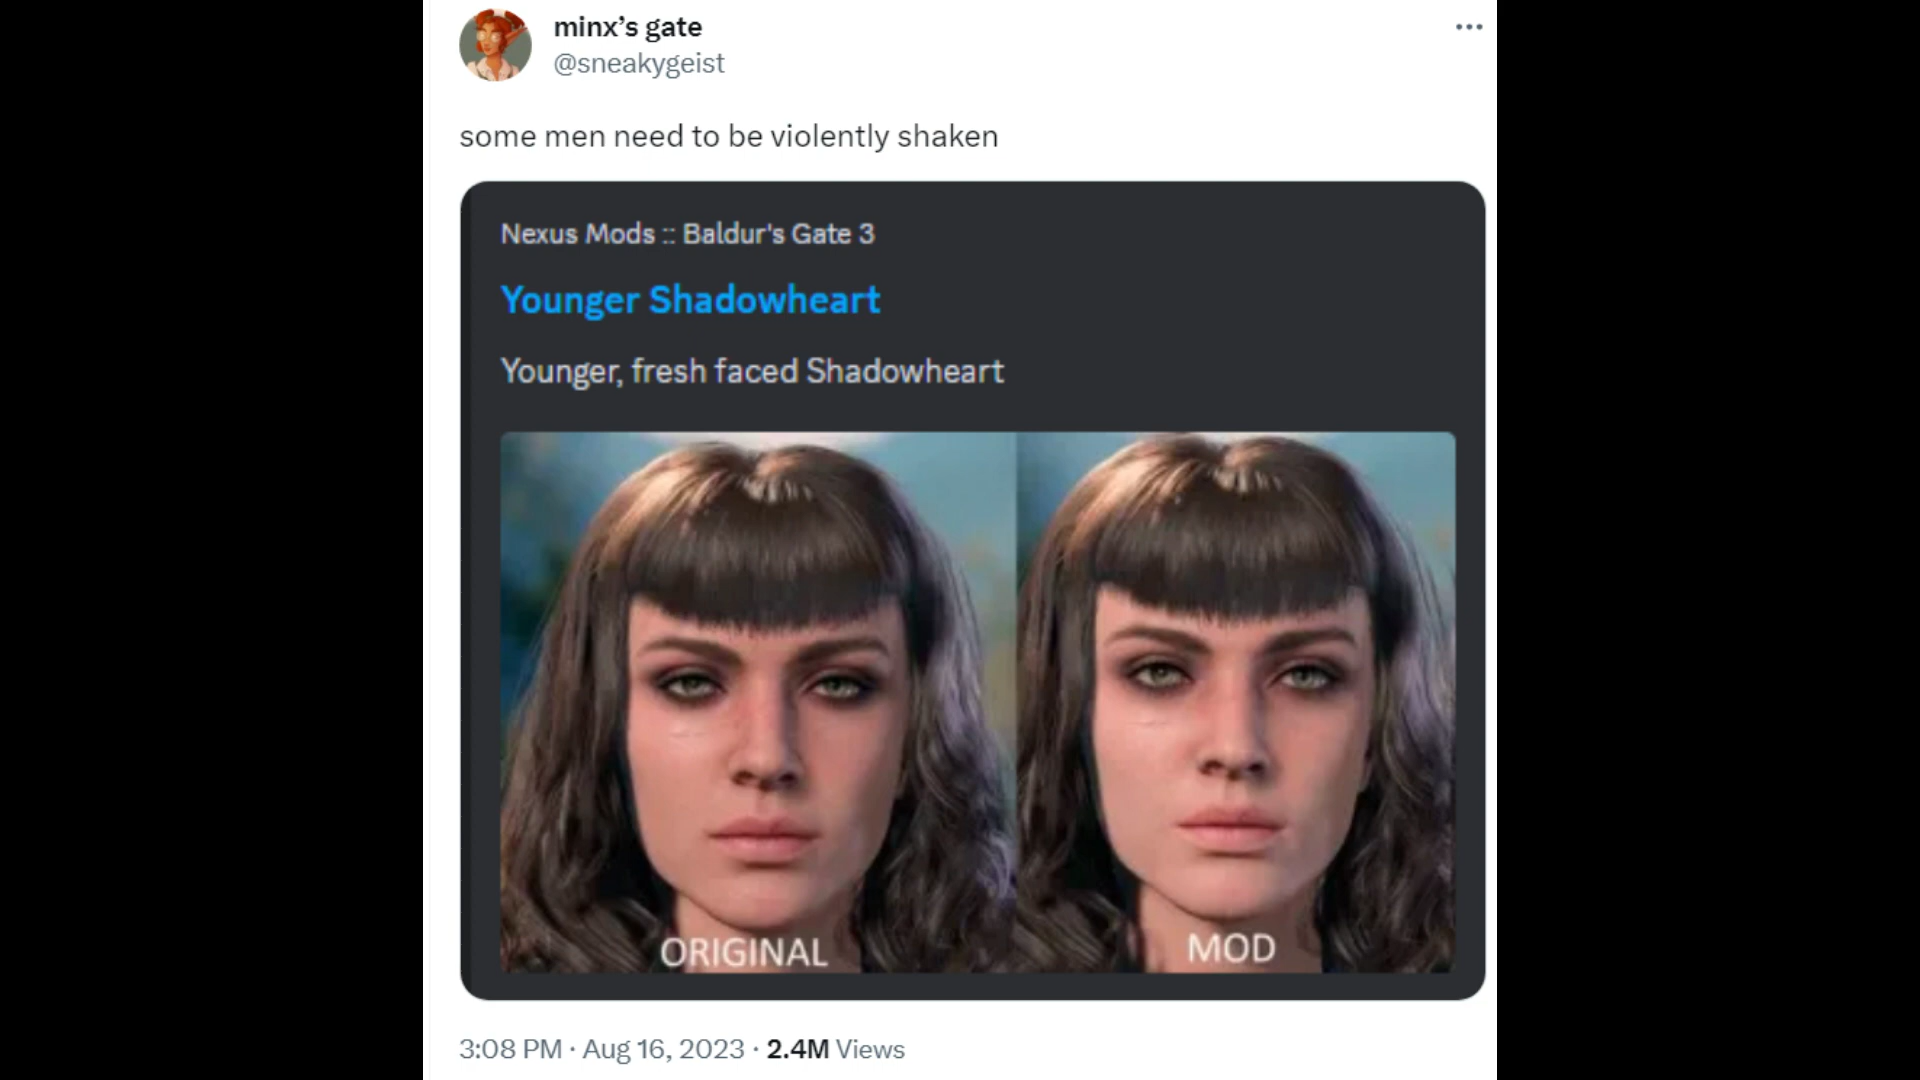 minx’s gate
@sneakygeist
some men need to be violently shaken
Nexus Mods :: Baldur's Gate 3
Younger Shadowheart
Younger, fresh faced Shadowheart
ORIGINAL
MOD
3:08 PM · Aug 16, 2023 · 2.4M Views